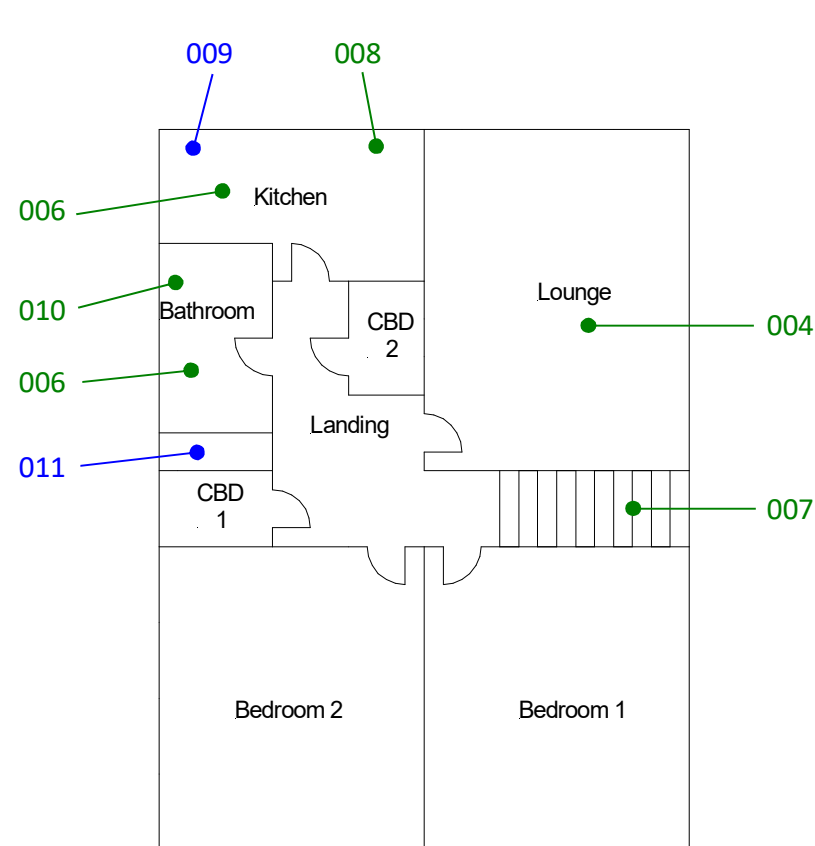 009
008
006
Kitchen
010
Bathroom
Lounge
CBD
2
004
006
Landing
011
CBD
1
007
Bedroom 2
Bedroom 1